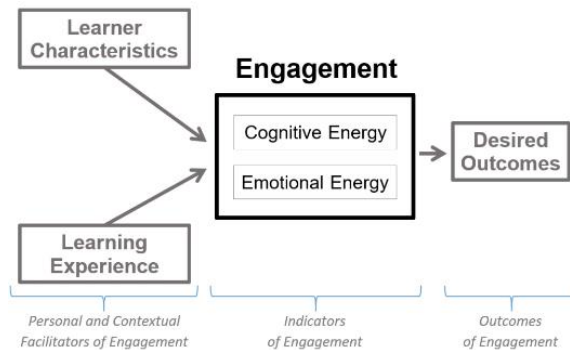 Learner
Characteristics
Engagement
Cognitive Energy
Emotional Energy
Desired
Outcomes
Learning
Experience
Personal and Contextual
Facilitators of Engagement
Indicators
of Engagement
Outcomes
of Engagement